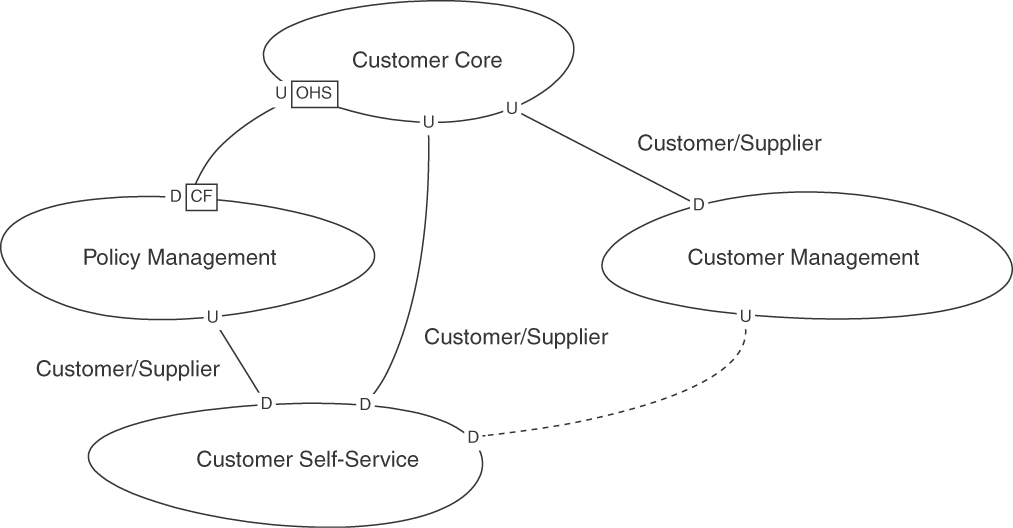 Customer Core
U OHS
U
U
Customer/Supplier
D CF
D
Policy Management
Customer Management
U
U
Customer/Supplier
Customer/Supplier
D
D
D
Customer Self-Service